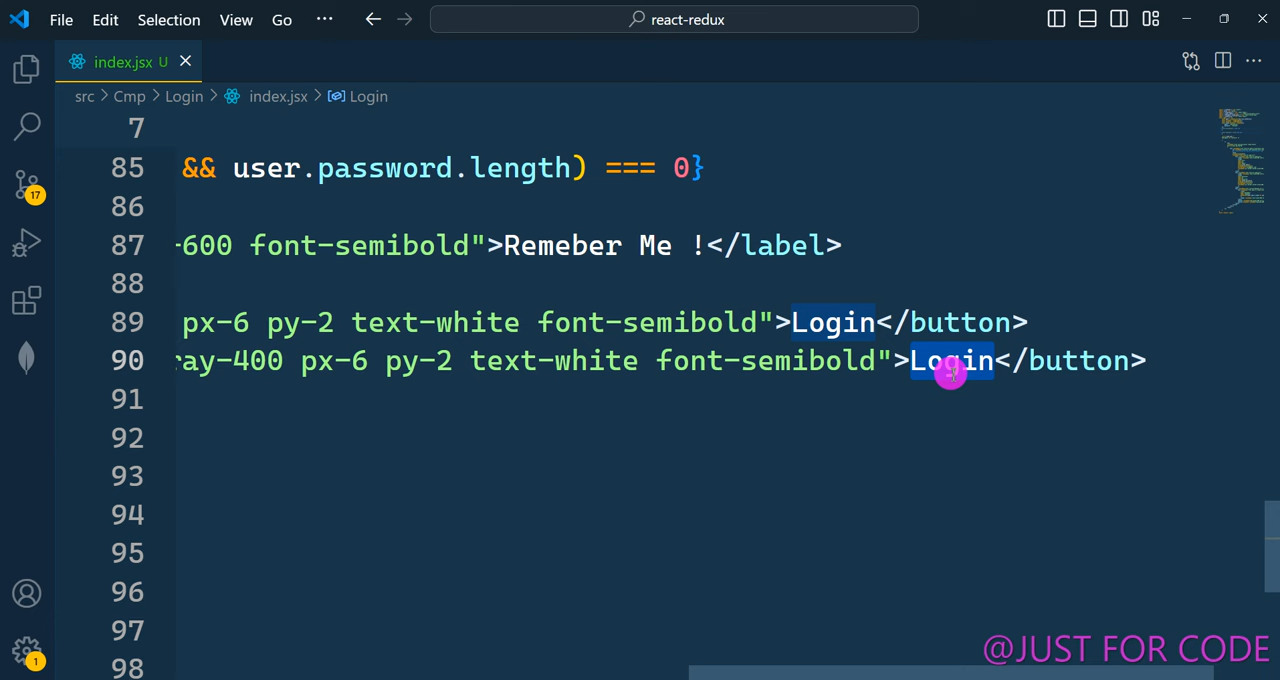 File Edit Selection View Go ··· react-redux
index.jsx U
src > Cmp > Login > index.jsx > Login
7
85 && user.password.length) === 0}
86
87 -600 font-semibold">Remeber Me !</label>
88
89 px-6 py-2 text-white font-semibold">Login</button>
90 ray-400 px-6 py-2 text-white font-semibold">Login</button>
91
92
93
94
95
96
97
98
17
1
@JUST FOR CODE